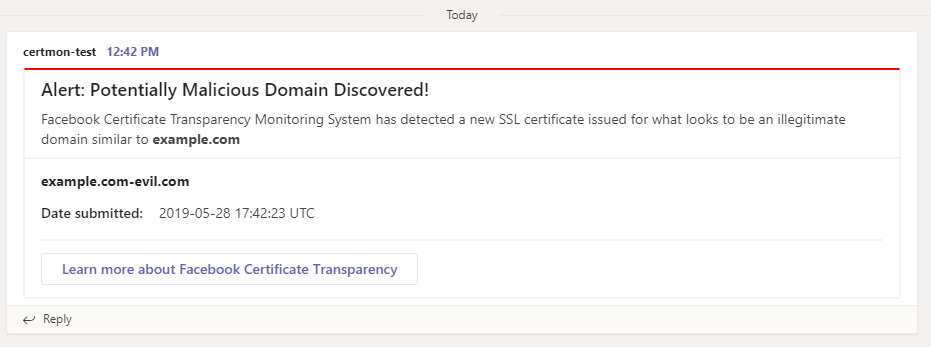 Today
certmon-test 12:42 PM
Alert: Potentially Malicious Domain Discovered!
Facebook Certificate Transparency Monitoring System has detected a new SSL certificate issued for what looks to be an illegitimate
domain similar to example.com
example.com-evil.com
Date submitted: 2019-05-28 17:42:23 UTC
Learn more about Facebook Certificate Transparency
Reply